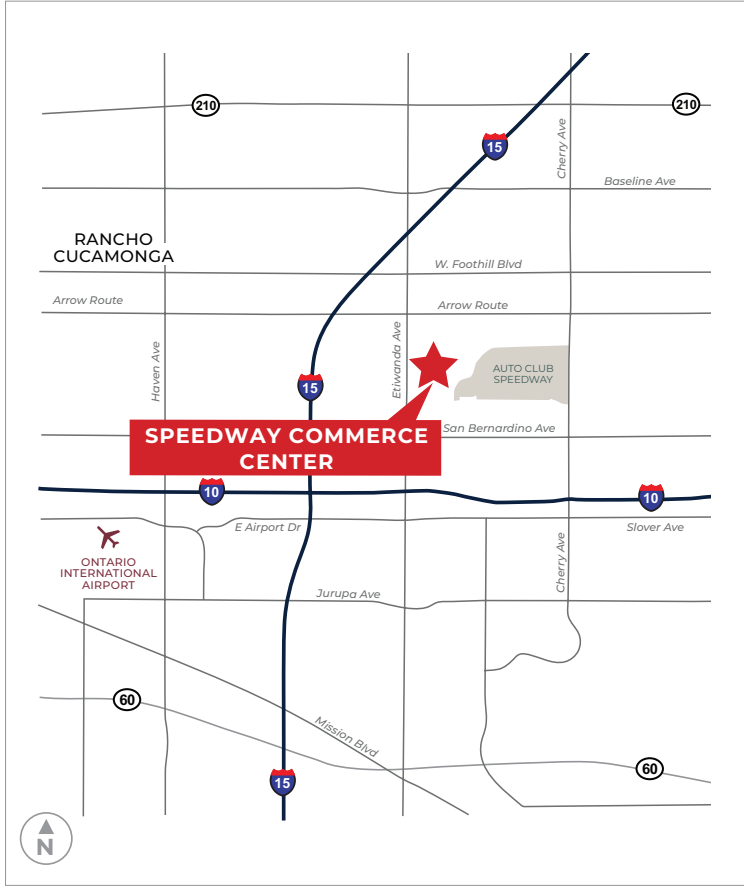 210
210
15
Cherry Ave
Baseline Ave
RANCHO
CUCAMONGA
W. Foothill Blvd
Arrow Route
Arrow Route
Haven Ave
Etiwanda Ave
15
AUTO CLUB
SPEEDWAY
SPEEDWAY COMMERCE
CENTER
San Bernardino Ave
10
10
E Airport Dr
Slover Ave
ONTARIO
INTERNATIONAL
AIRPORT
Cherry Ave
Jurupa Ave
60
Mission Blvd
60
15
N